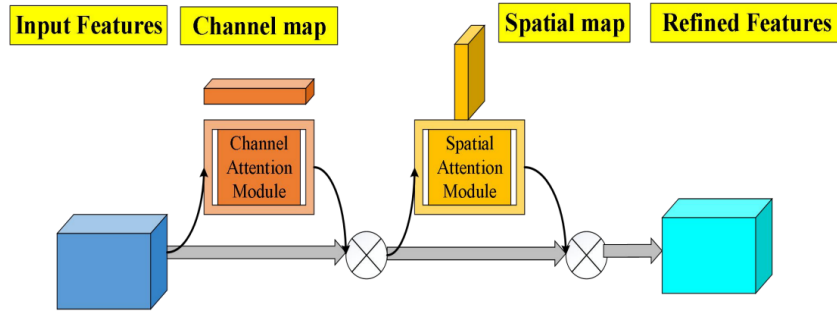 Input Features
Channel map
Spatial map
Refined Features
Channel
Attention
Module
Spatial
Attention
Module